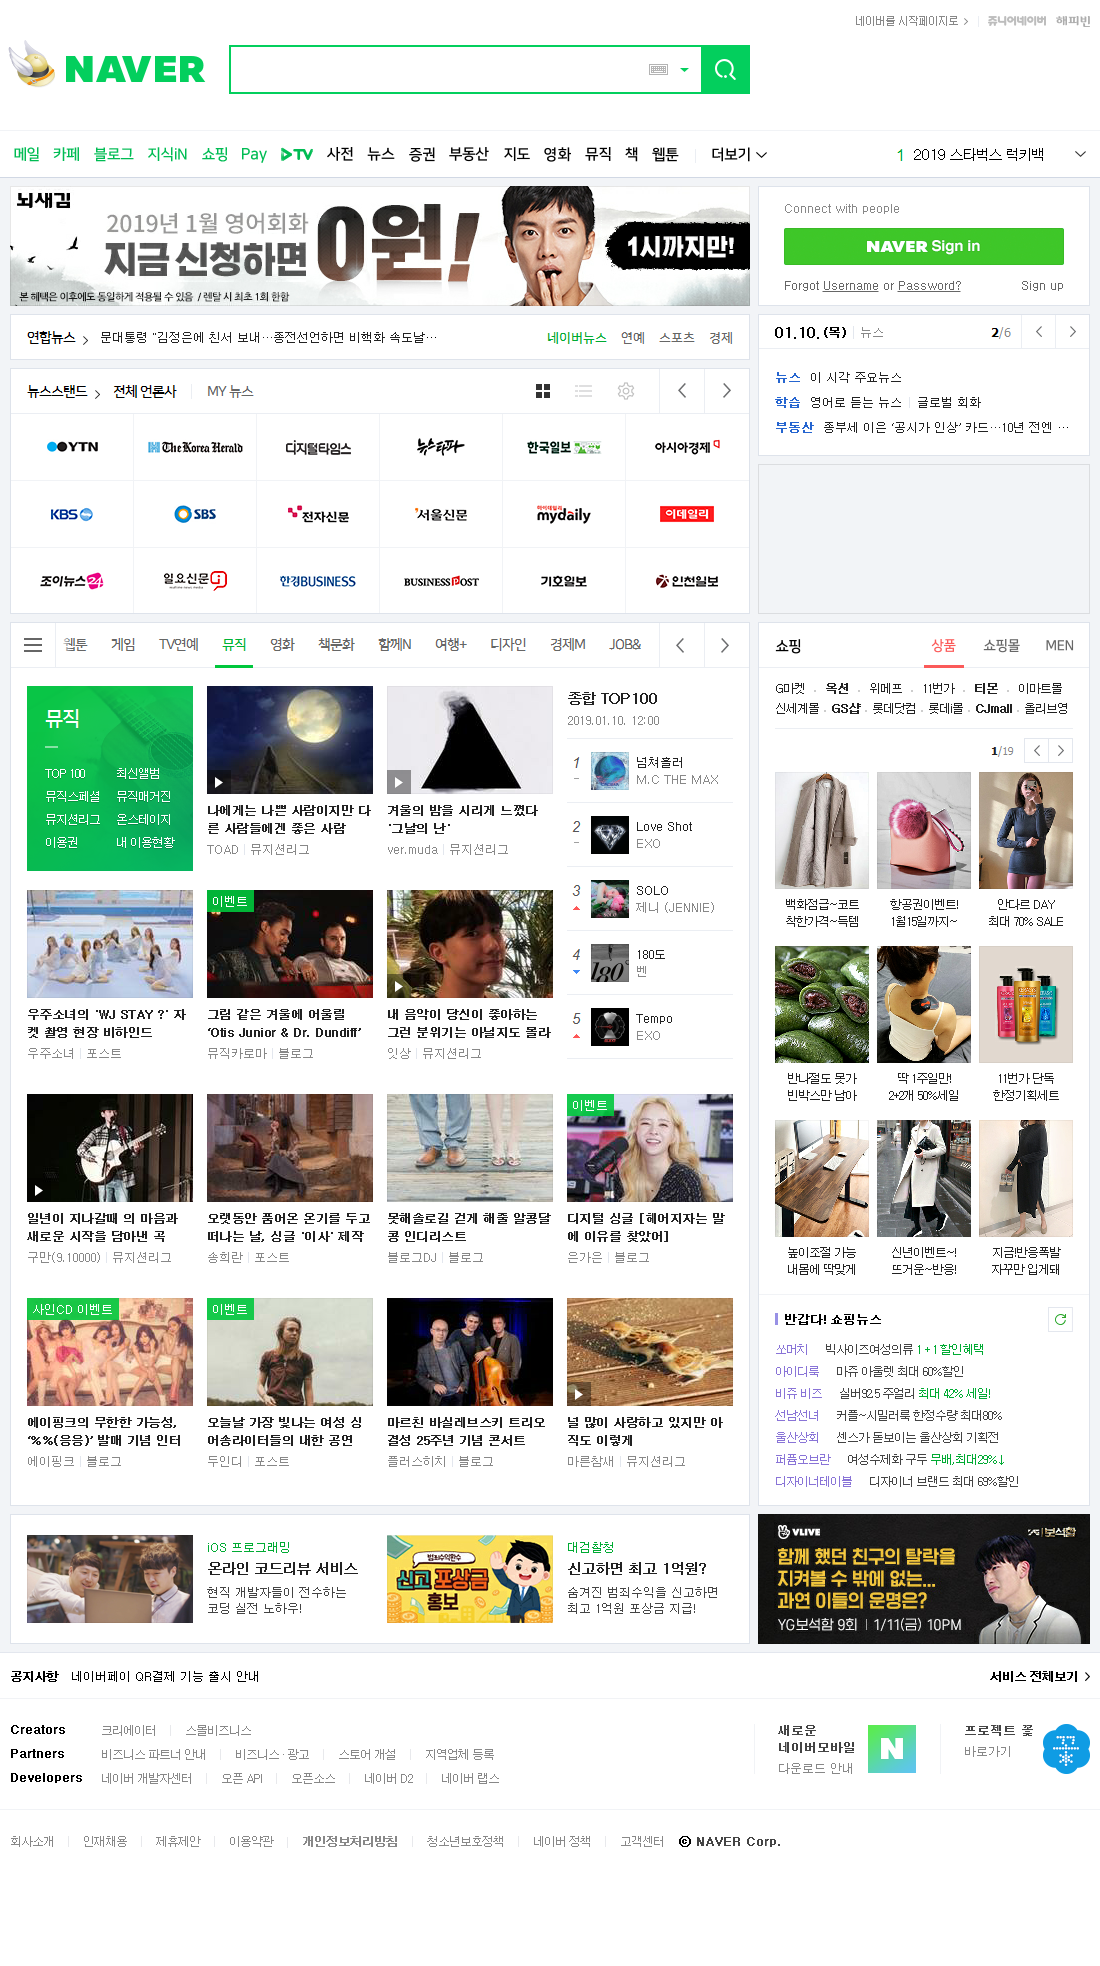 네이버를 시작페이지로
쥬니어네이버 해피빈
NAVER
메일 카페 블로그 지식iN 쇼핑 Pay TV 사전 뉴스 증권 부동산 지도 영화 뮤직 책 웹툰 더보기
1 2019 스타벅스 럭키백
뇌새김
2019년 1월 영어회화
지금 신청하면 0원!
1시까지만!
본 혜택은 이후에도 동일하게 적용될 수 있음 / 렌탈 시 최초 1회 한함
Connect with people
NAVER Sign in
Forgot Username or Password? Sign up
연합뉴스 문대통령 "김정은에 친서 보내…종전선언하면 비핵화 속도날…
네이버뉴스 연예 스포츠 경제
01.10.(목) 뉴스 2/6
뉴스 이 시각 주요뉴스
학습 영어로 듣는 뉴스 글로벌 회화
부동산 종부세 이은 ‘공시가 인상’ 카드…10년 전엔 …
뉴스스탠드 전체 언론사 MY 뉴스
YTN The Korea Herald 디지털타임스 뉴스타파 한국일보 아시아경제
KBS SBS 전자신문 서울신문 마이데일리 mydaily 이데일리
조이뉴스24 일요신문 한경BUSINESS BUSINESSPOST 기호일보 인천일보
웹툰 게임 TV연예 뮤직 영화 책문화 함께N 여행+ 디자인 경제M JOB&
뮤직
TOP 100 최신앨범
뮤직스페셜 뮤직매거진
뮤지션리그 온스테이지
이용권 내 이용현황
나에게는 나쁜 사람이지만 다
른 사람들에겐 좋은 사람
TOAD 뮤지션리그
겨울의 밤을 시리게 느꼈다
'그날의 난'
ver.muda 뮤지션리그
종합 TOP100
2019.01.10. 12:00
1 넘쳐흘러
M.C THE MAX
2 Love Shot
EXO
3 SOLO
제니 (JENNIE)
4 180도
벤
5 Tempo
EXO
우주소녀의 'WJ STAY ?' 자
켓 촬영 현장 비하인드
우주소녀 포스트
이벤트
그럼 같은 겨울에 어울릴
‘Otis Junior & Dr. Dundiff’
뮤직카로마 블로그
내 음악이 당신이 좋아하는
그런 분위기는 아닐지도 몰라
잇상 뮤지션리그
일년이 지나갈때 의 마음과
새로운 시작을 담아낸 곡
구만(9.10000) 뮤지션리그
오랫동안 품어온 온기를 두고
떠나는 날, 싱글 '이사' 제작
송희란 포스트
못해솔로길 걷게 해줄 알콩달
콩 인디리스트
블로그DJ 블로그
이벤트
디지털 싱글 [헤어지자는 말
에 이유를 찾았어]
은가은 블로그
사인CD 이벤트
에이핑크의 무한한 가능성,
‘%%(응응)’ 발매 기념 인터
에이핑크 블로그
이벤트
오늘날 가장 빛나는 여성 싱
어송라이터들의 내한 공연
두인디 포스트
마르친 바실레브스키 트리오
결성 25주년 기념 콘서트
플러스히치 블로그
널 많이 사랑하고 있지만 아
직도 이렇게
마른참새 뮤지션리그
쇼핑 상품 쇼핑몰 MEN
G마켓 옥션 위메프 11번가 티몬 이마트몰
신세계몰 GS샵 롯데닷컴 롯데i몰 CJmall 올리브영
1/19
백화점급~코트
착한가격~득템
항공권이벤트!
1월15일까지~
안다르 DAY
최대 70% SALE
반나절도 못가
빈박스만 남아
딱 1주일만!
2+2개 50%세일
11번가 단독
한정기획세트
높이조절 가능
내몸에 딱맞게
신년이벤트~!
뜨거운~반응!
지금!반응폭발
자꾸만 입게돼
반갑다! 쇼핑뉴스
쏘머치 빅사이즈여성의류 1+1 할인혜택
아이디룩 마쥬 아울렛 최대 60%할인
비쥬 비즈 실버92.5 주얼리 최대 42% 세일!
선남선녀 커플~시밀러룩 한정수량! 최대80%
울산상회 센스가 돋보이는 울산상회 기획전
퍼퓸오브란 여성수제화 구두 무배,최대29%↓
디자이너테이블 디자이너 브랜드 최대 69%할인
iOS 프로그래밍
온라인 코드리뷰 서비스
현직 개발자들이 전수하는
코딩 실전 노하우!
범죄수익환수
신고 포상금
홍보
대검찰청
신고하면 최고 1억원?
숨겨진 범죄수익을 신고하면
최고 1억원 포상금 지급!
VLIVE YG보석함
함께 했던 친구의 탈락을
지켜볼 수 밖에 없는...
과연 이들의 운명은?
YG보석함 9회 | 1/11(금) 10PM
공지사항 네이버페이 QR결제 기능 출시 안내
서비스 전체보기
Creators 크리에이터 스몰비즈니스
Partners 비즈니스 파트너 안내 비즈니스 · 광고 스토어 개설 지역업체 등록
Developers 네이버 개발자센터 오픈 API 오픈소스 네이버 D2 네이버 랩스
새로운
네이버모바일
다운로드 안내
N
프로젝트 꽃
바로가기
회사소개 인재채용 제휴제안 이용약관 개인정보처리방침 청소년보호정책 네이버 정책 고객센터 ⓒ NAVER Corp.